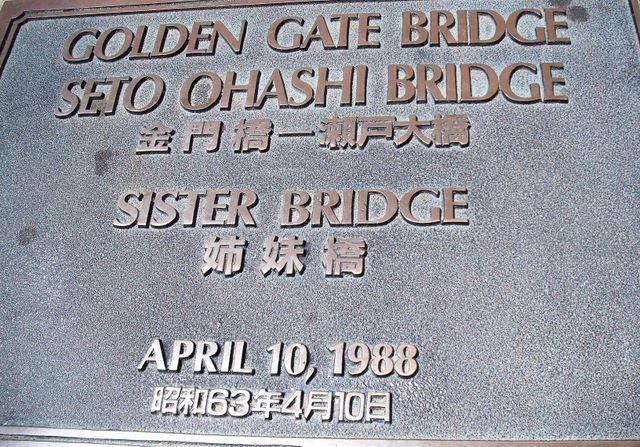 GOLDEN GATE BRIDGE
SETO OHASHI BRIDGE
金門橋－瀬戸大橋
SISTER BRIDGE
姉妹橋
APRIL 10, 1988
昭和63年4月10日